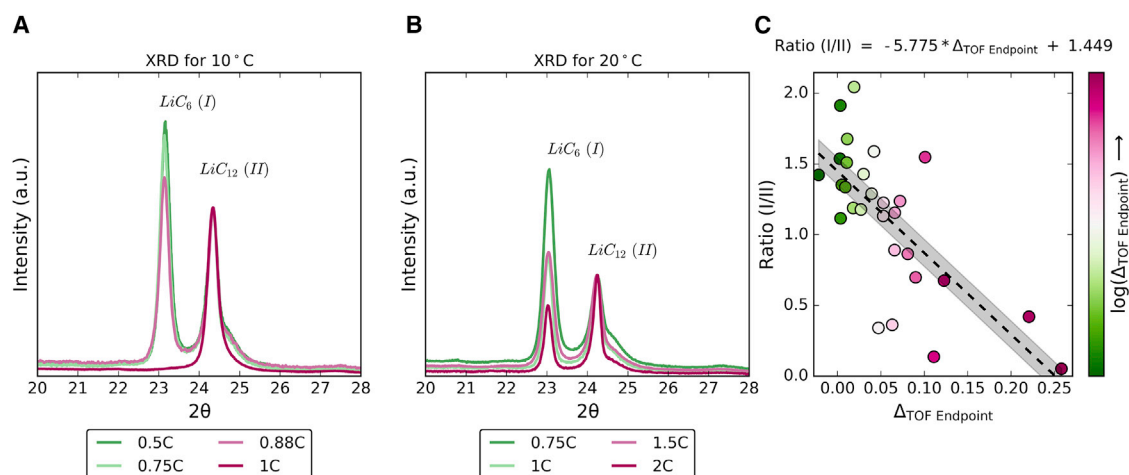 A
XRD for 10°C
LiC6 (I)
LiC12 (II)
Intensity (a.u.)
20 21 22 23 24 25 26 27 28
2θ
0.5C 0.88C
0.75C 1C
B
XRD for 20°C
LiC6 (I)
LiC12 (II)
Intensity (a.u.)
20 21 22 23 24 25 26 27 28
2θ
0.75C 1.5C
1C 2C
C
Ratio (I/II) = -5.775*ΔTOF Endpoint + 1.449
2.0
1.5
1.0
0.5
0.0
Ratio (I/II)
0.00 0.05 0.10 0.15 0.20 0.25
ΔTOF Endpoint
log(ΔTOF Endpoint) ⟶